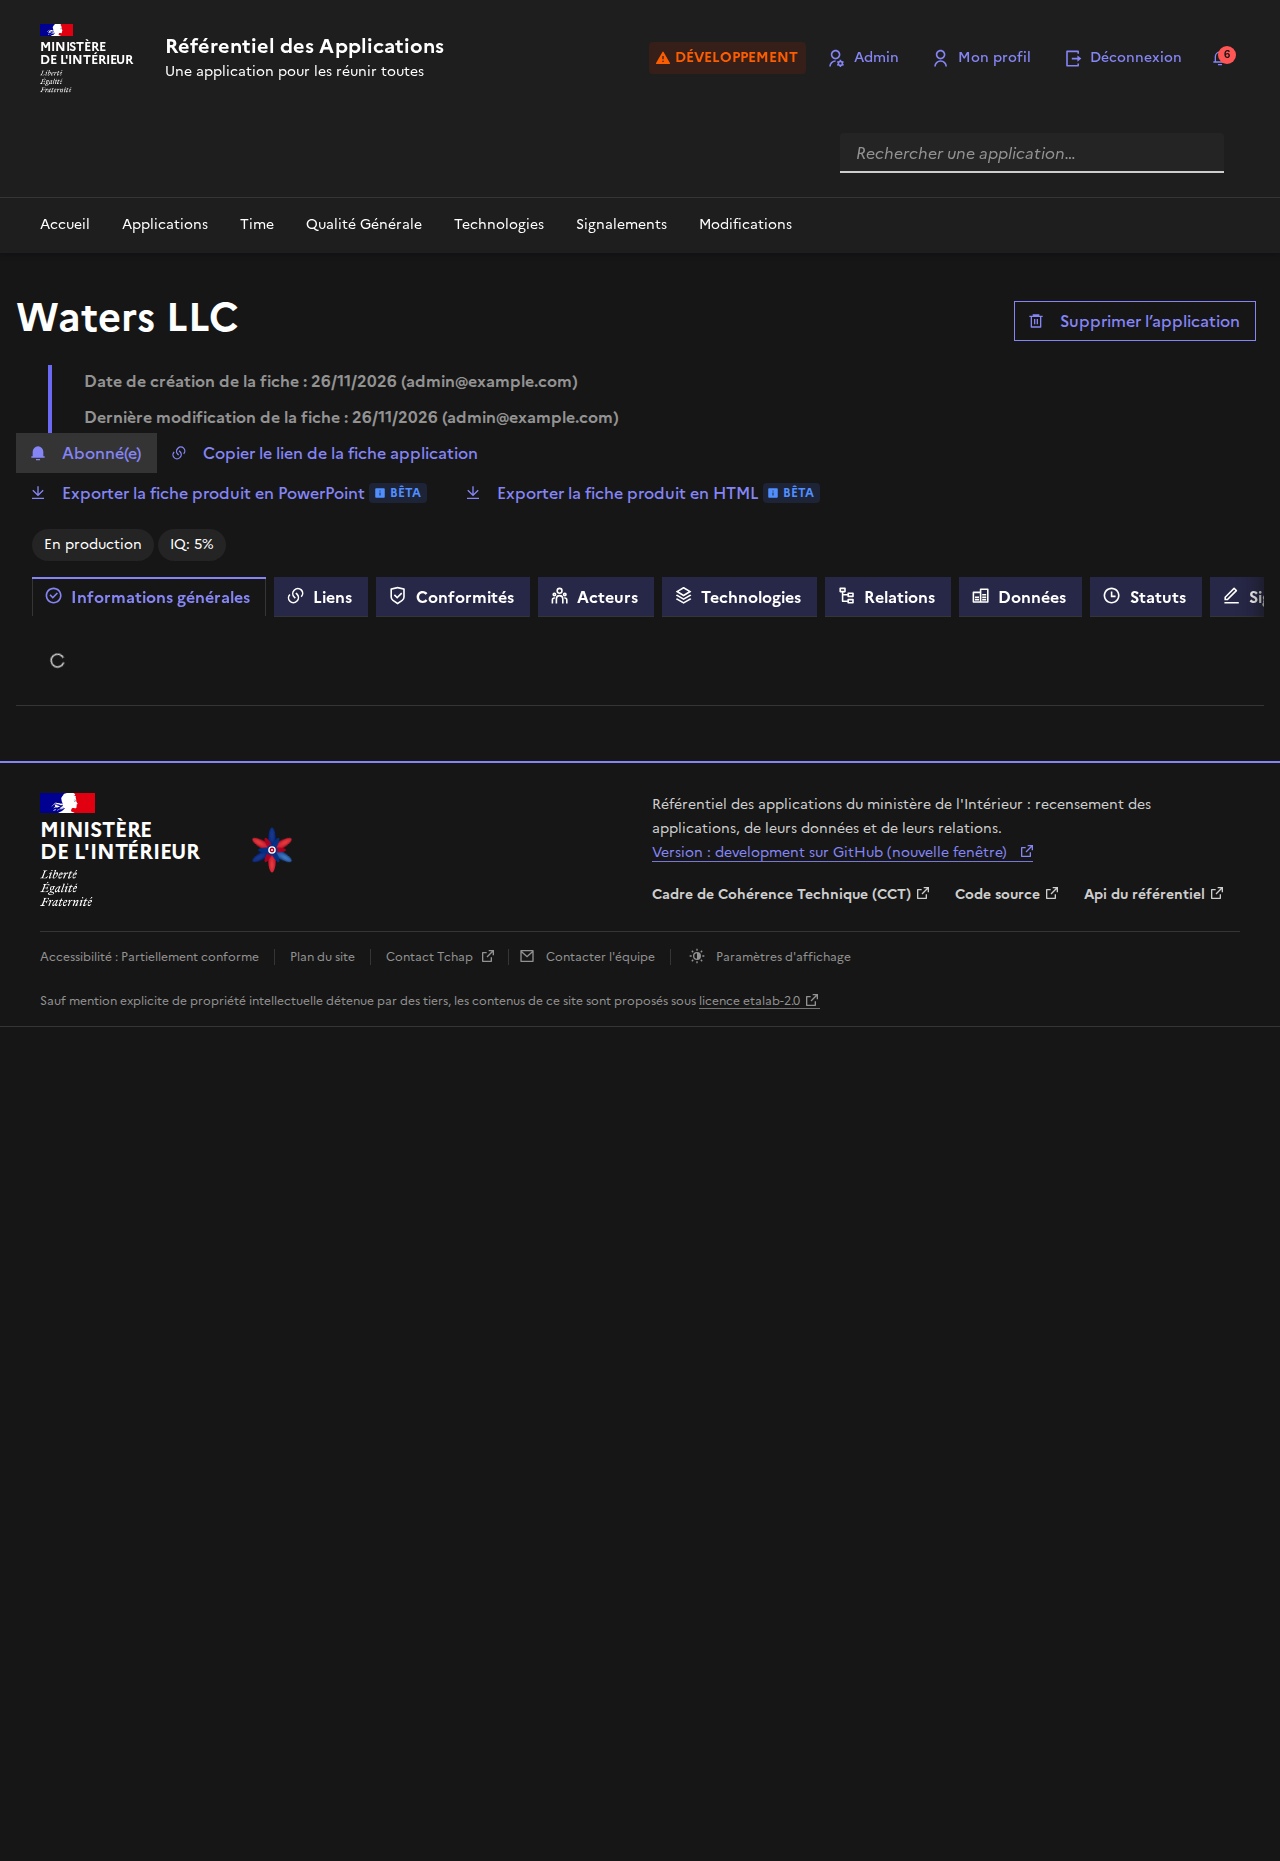 MINISTÈRE
DE L'INTÉRIEUR
Liberté
Égalité
Fraternité
Référentiel des Applications
Une application pour les réunir toutes
DÉVELOPPEMENT
Admin
Mon profil
Déconnexion
6
Rechercher une application…
Accueil
Applications
Time
Qualité Générale
Technologies
Signalements
Modifications
Waters LLC
Supprimer l’application
Date de création de la fiche : 26/11/2026 (admin@example.com)
Dernière modification de la fiche : 26/11/2026 (admin@example.com)
Abonné(e)
Copier le lien de la fiche application
Exporter la fiche produit en PowerPoint BÊTA
Exporter la fiche produit en HTML BÊTA
En production
IQ: 5%
Informations générales
Liens
Conformités
Acteurs
Technologies
Relations
Données
Statuts
MINISTÈRE
DE L'INTÉRIEUR
Liberté
Égalité
Fraternité
Référentiel des applications du ministère de l'Intérieur : recensement des
applications, de leurs données et de leurs relations.
Version : development sur GitHub (nouvelle fenêtre)
Cadre de Cohérence Technique (CCT)
Code source
Api du référentiel
Accessibilité : Partiellement conforme
Plan du site
Contact Tchap
Contacter l'équipe
Paramètres d'affichage
Sauf mention explicite de propriété intellectuelle détenue par des tiers, les contenus de ce site sont proposés sous licence etalab-2.0